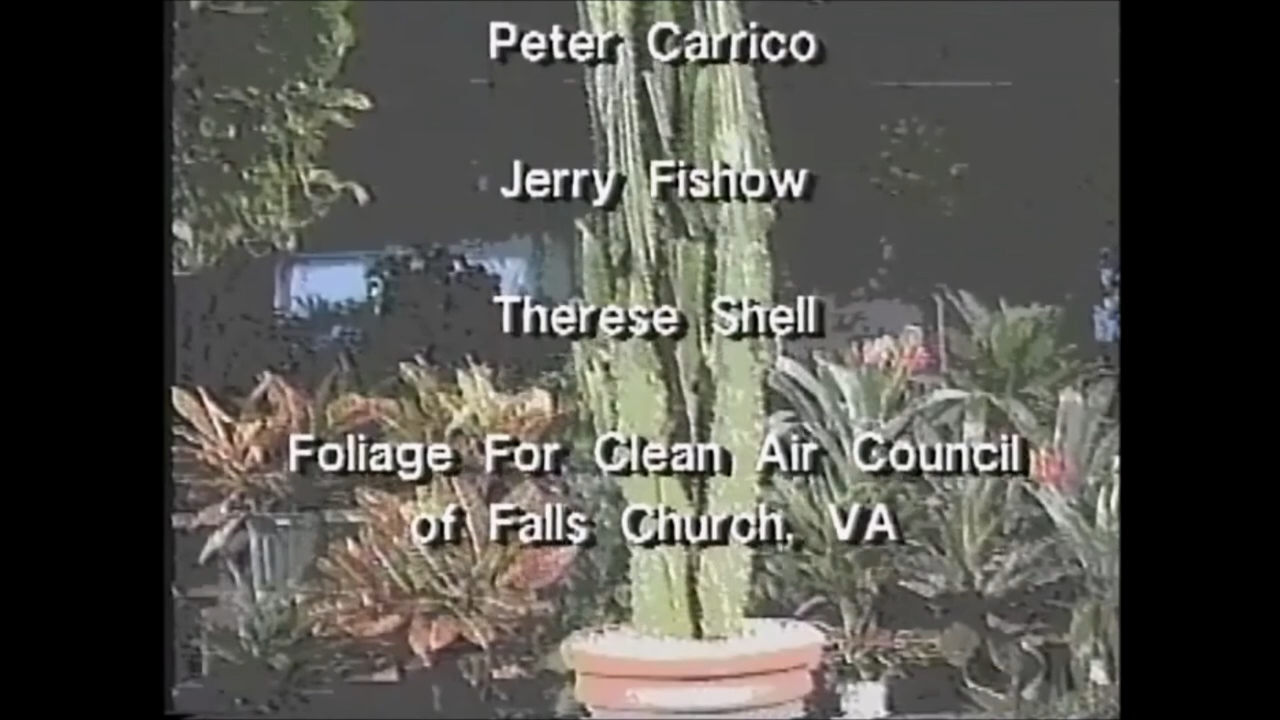 Peter Carrico
Jerry Fishow
Therese Shell
Foliage For Clean Air Council
of Falls Church, VA